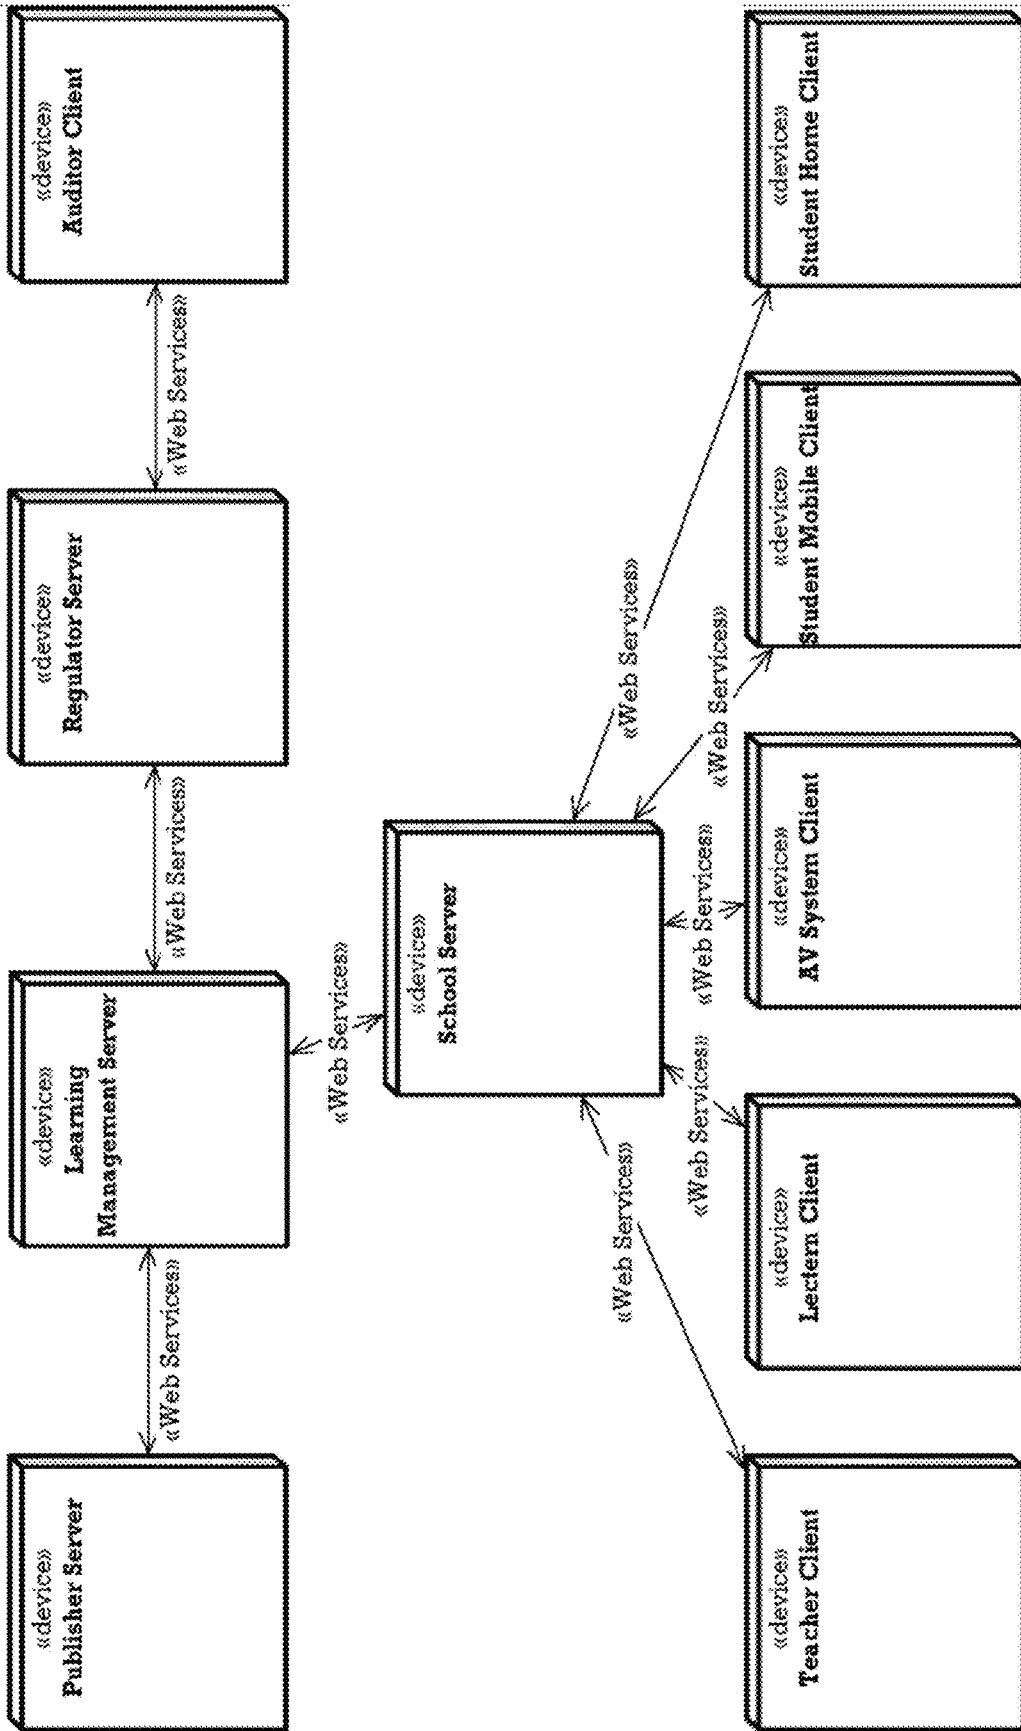 «device»
Publisher Server
«Web Services»
«device»
Learning
Management Server
«Web Services»
«device»
Regulator Server
«Web Services»
«device»
Auditor Client
«Web Services»
«device»
School Server
«Web Services»
«Web Services»
«Web Services»
«Web Services»
«Web Services»
«device»
Teacher Client
«device»
Lectern Client
«device»
AV System Client
«device»
Student Mobile Client
«device»
Student Home Client